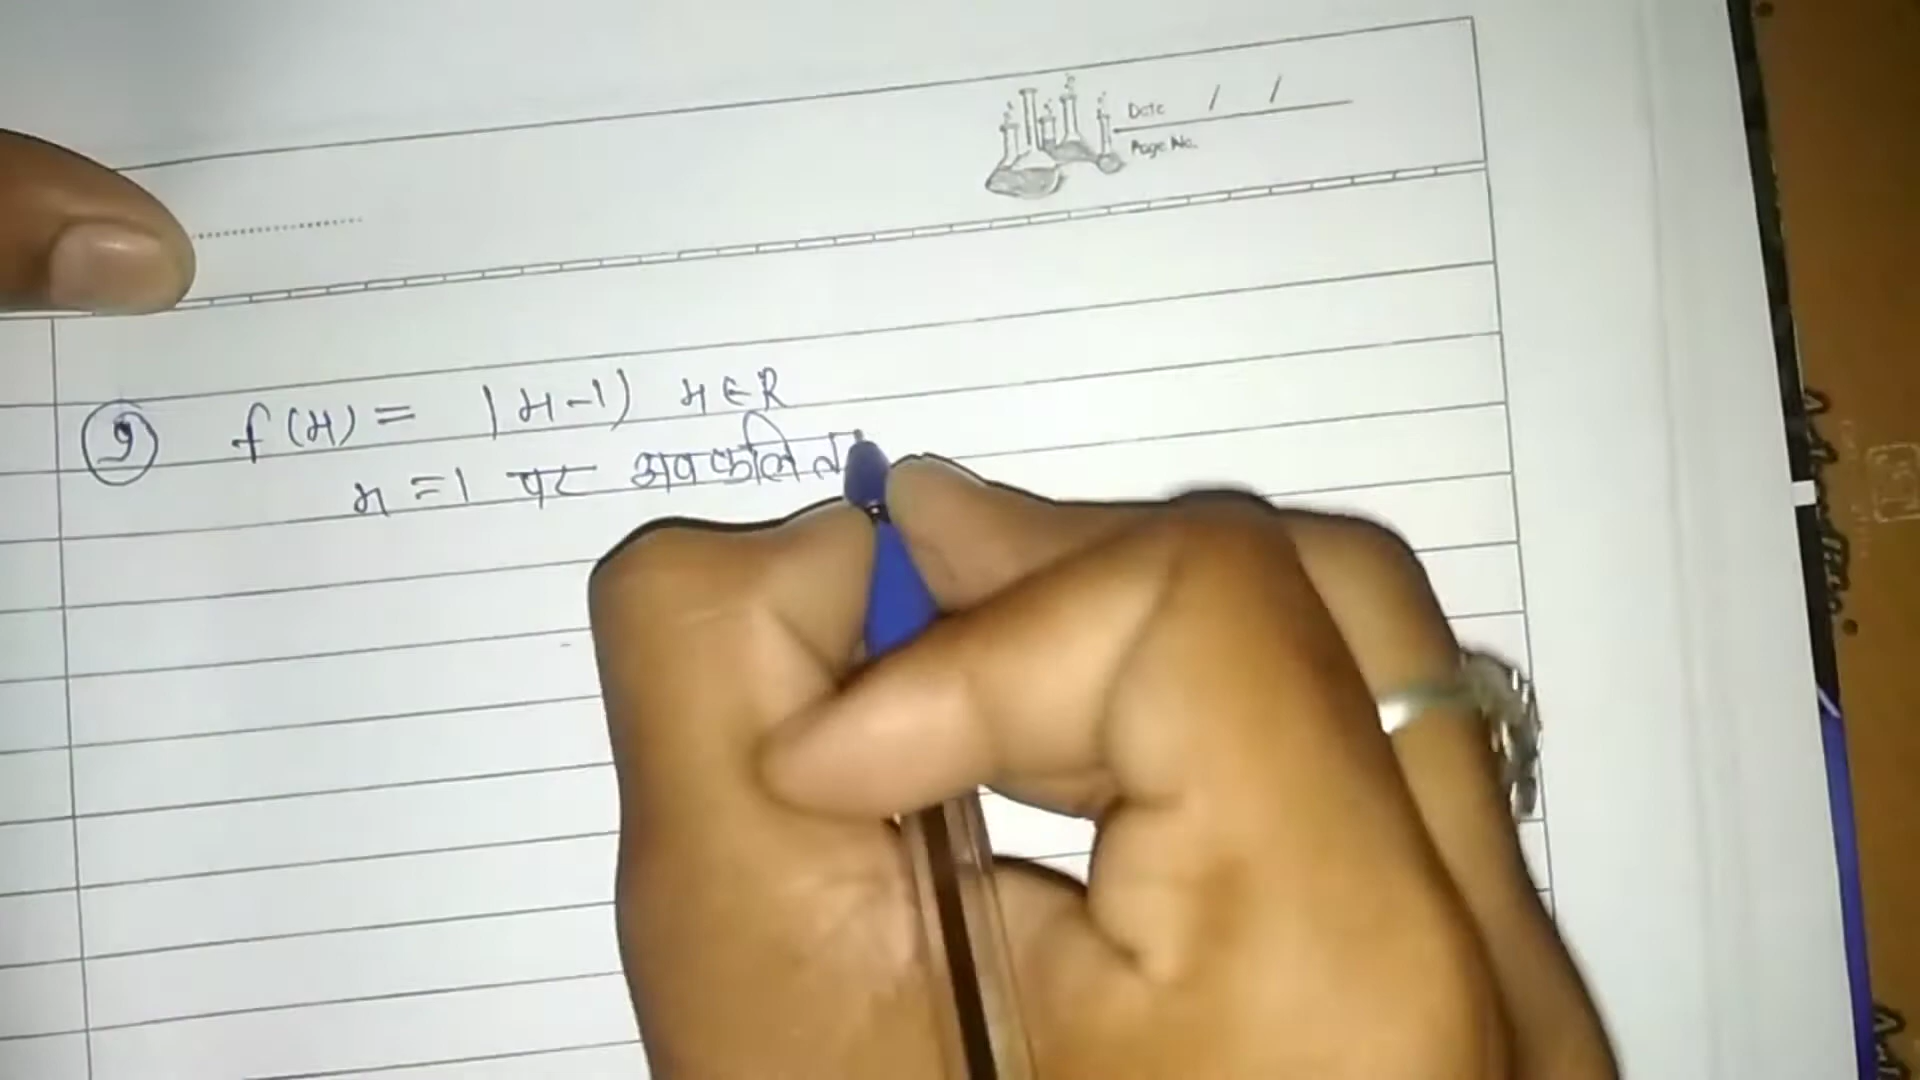 Date / /
Page No.
9 f(x) = |x-1| x ∈ R
x = 1 पर अवकलित